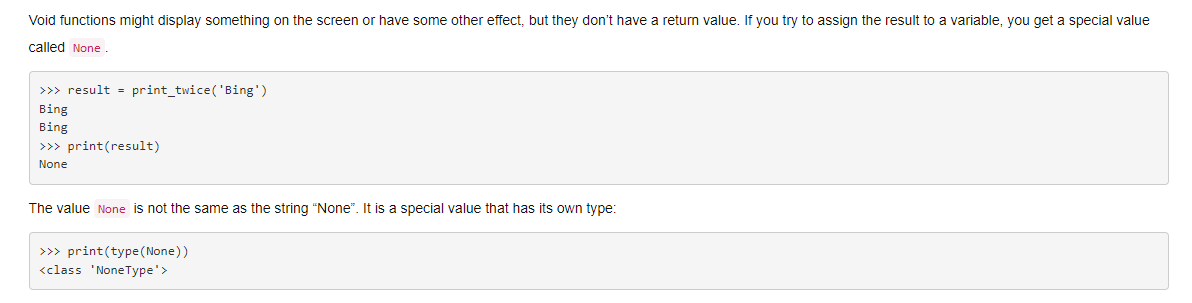 Void functions might display something on the screen or have some other effect, but they don’t have a return value. If you try to assign the result to a variable, you get a special value
called None .
>>> result = print_twice('Bing')
Bing
Bing
>>> print(result)
None
The value None is not the same as the string “None”. It is a special value that has its own type:
>>> print(type(None))
<class 'NoneType'>